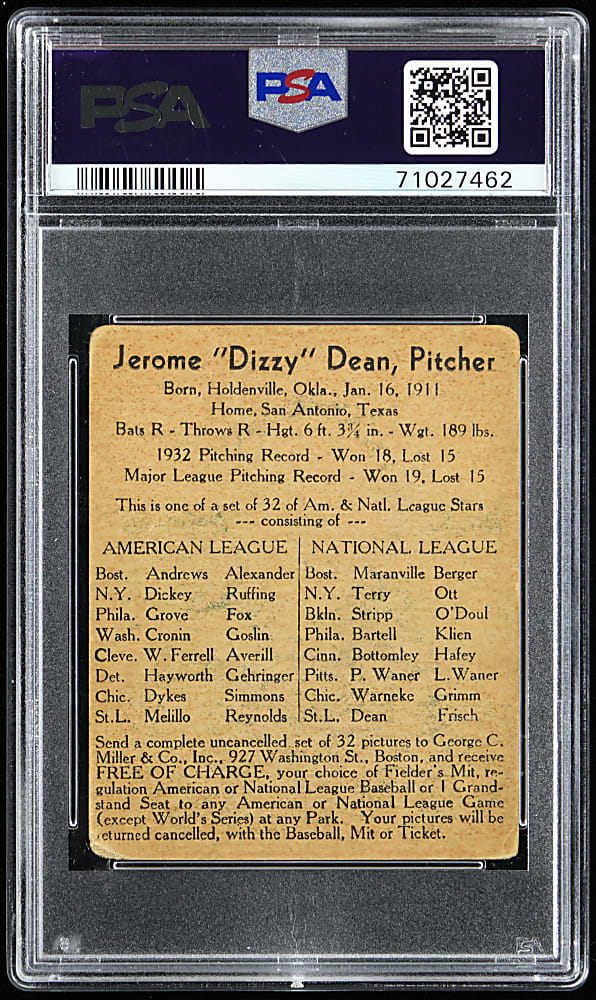 PSA
PSA
71027462
Jerome "Dizzy" Dean, Pitcher
Born, Holdenville, Okla., Jan. 16, 1911
Home, San Antonio, Texas
Bats R - Throws R - Hgt. 6 ft. 3¾ in. - Wgt. 189 lbs.
1932 Pitching Record - Won 18, Lost 15
Major League Pitching Record - Won 19, Lost 15
This is one of a set of 32 of Am. & Natl. League Stars
--- consisting of ---
AMERICAN LEAGUE | NATIONAL LEAGUE
Bost. Andrews Alexander Bost. Maranville Berger
N.Y. Dickey Ruffing N.Y. Terry Ott
Phila. Grove Fox Bkln. Stripp O'Doul
Wash. Cronin Goslin Phila. Bartell Klien
Cleve. W. Ferrell Averill Cinn. Bottomley Hafey
Det. Hayworth Gehringer Pitts. P. Waner L. Waner
Chic. Dykes Simmons Chic. Warneke Grimm
St.L. Melillo Reynolds St.L. Dean Frisch
Send a complete uncancelled set of 32 pictures to George C.
Miller & Co., Inc., 927 Washington St., Boston, and receive
FREE OF CHARGE, your choice of Fielder's Mit, re-
gulation American or National League Baseball or 1 Grand-
stand Seat to any American or National League Game
(except World's Series) at any Park. Your pictures will be
returned cancelled, with the Baseball, Mit or Ticket.
PSA